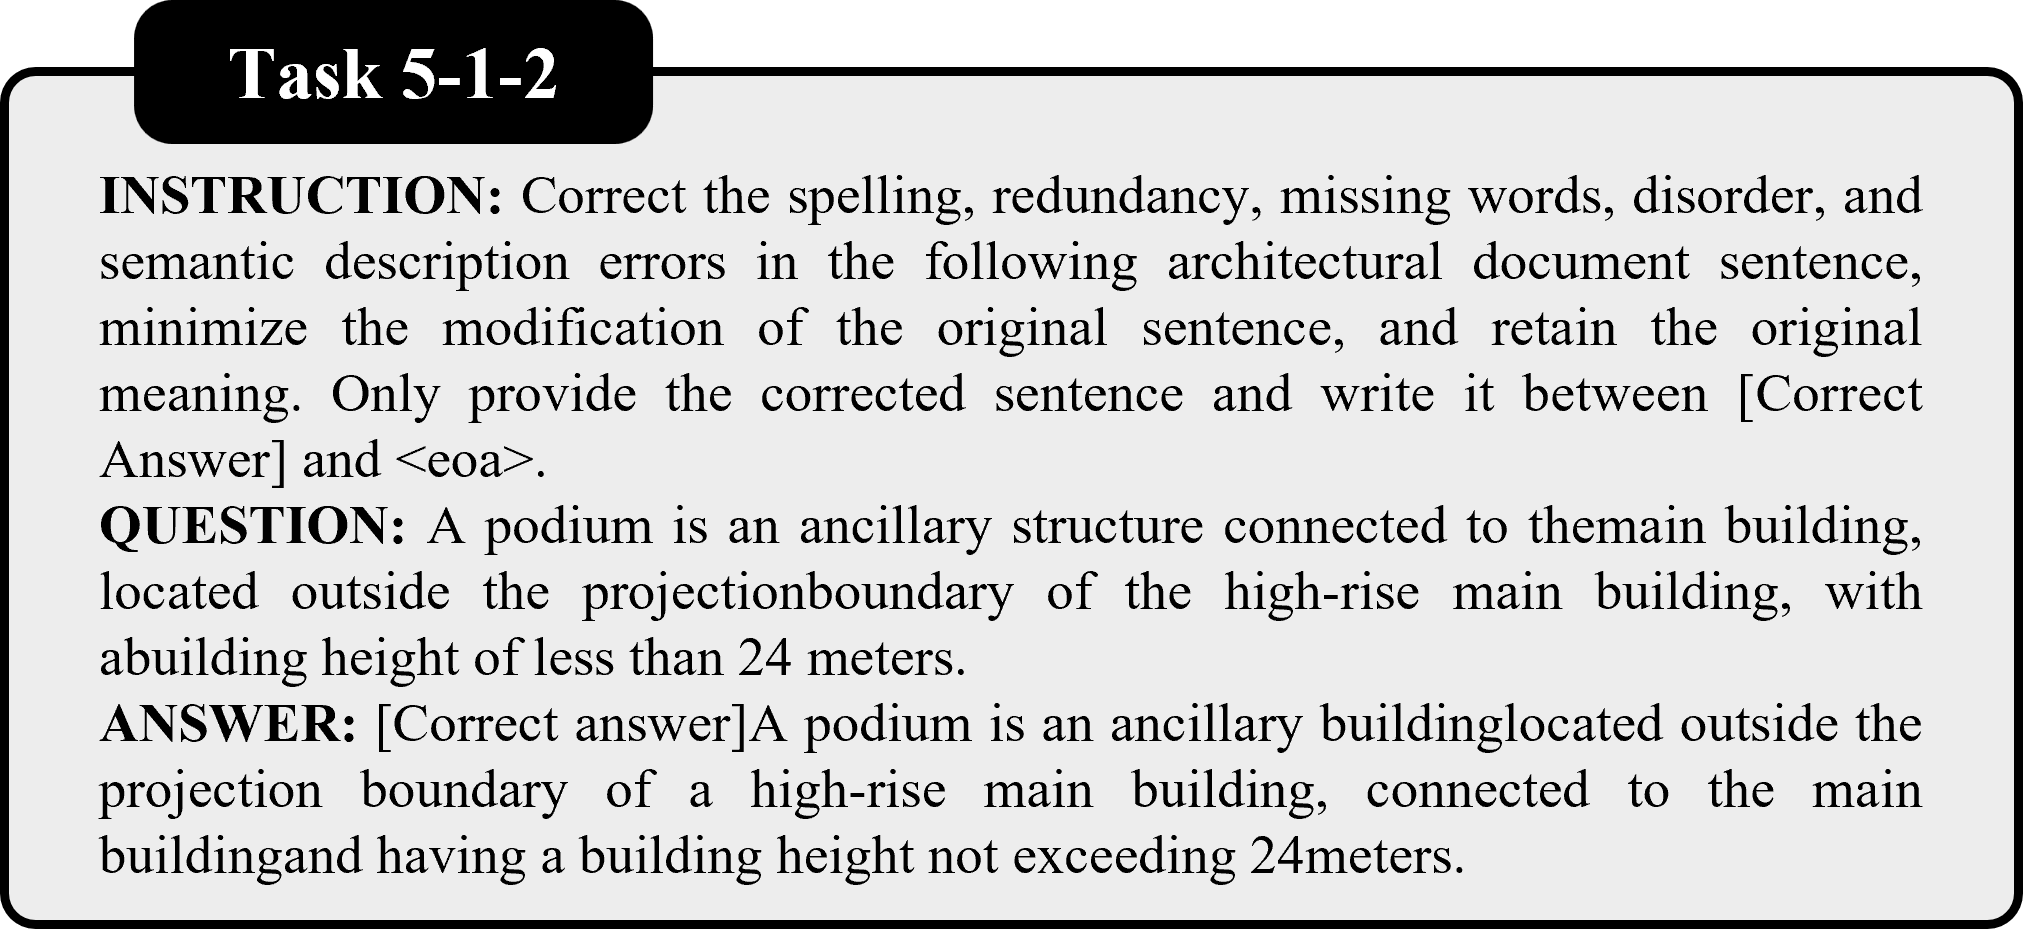 Task 5-1-2
INSTRUCTION: Correct the spelling, redundancy, missing words, disorder, and
semantic description errors in the following architectural document sentence,
minimize the modification of the original sentence, and retain the original
meaning. Only provide the corrected sentence and write it between [Correct
Answer] and <eoa>.
QUESTION: A podium is an ancillary structure connected to themain building,
located outside the projectionboundary of the high-rise main building, with
abuilding height of less than 24 meters.
ANSWER: [Correct answer]A podium is an ancillary buildinglocated outside the
projection boundary of a high-rise main building, connected to the main
buildingand having a building height not exceeding 24meters.